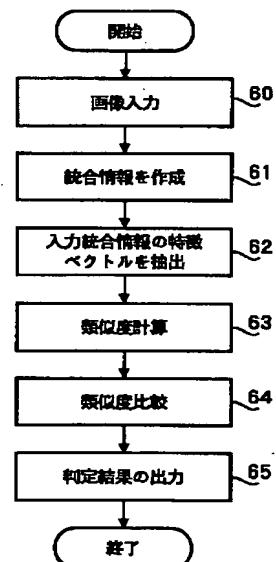 開始
画像入力
60
統合情報を作成
61
入力統合情報の特徴
ベクトルを抽出
62
類似度計算
63
類似度比較
64
判定結果の出力
65
終了